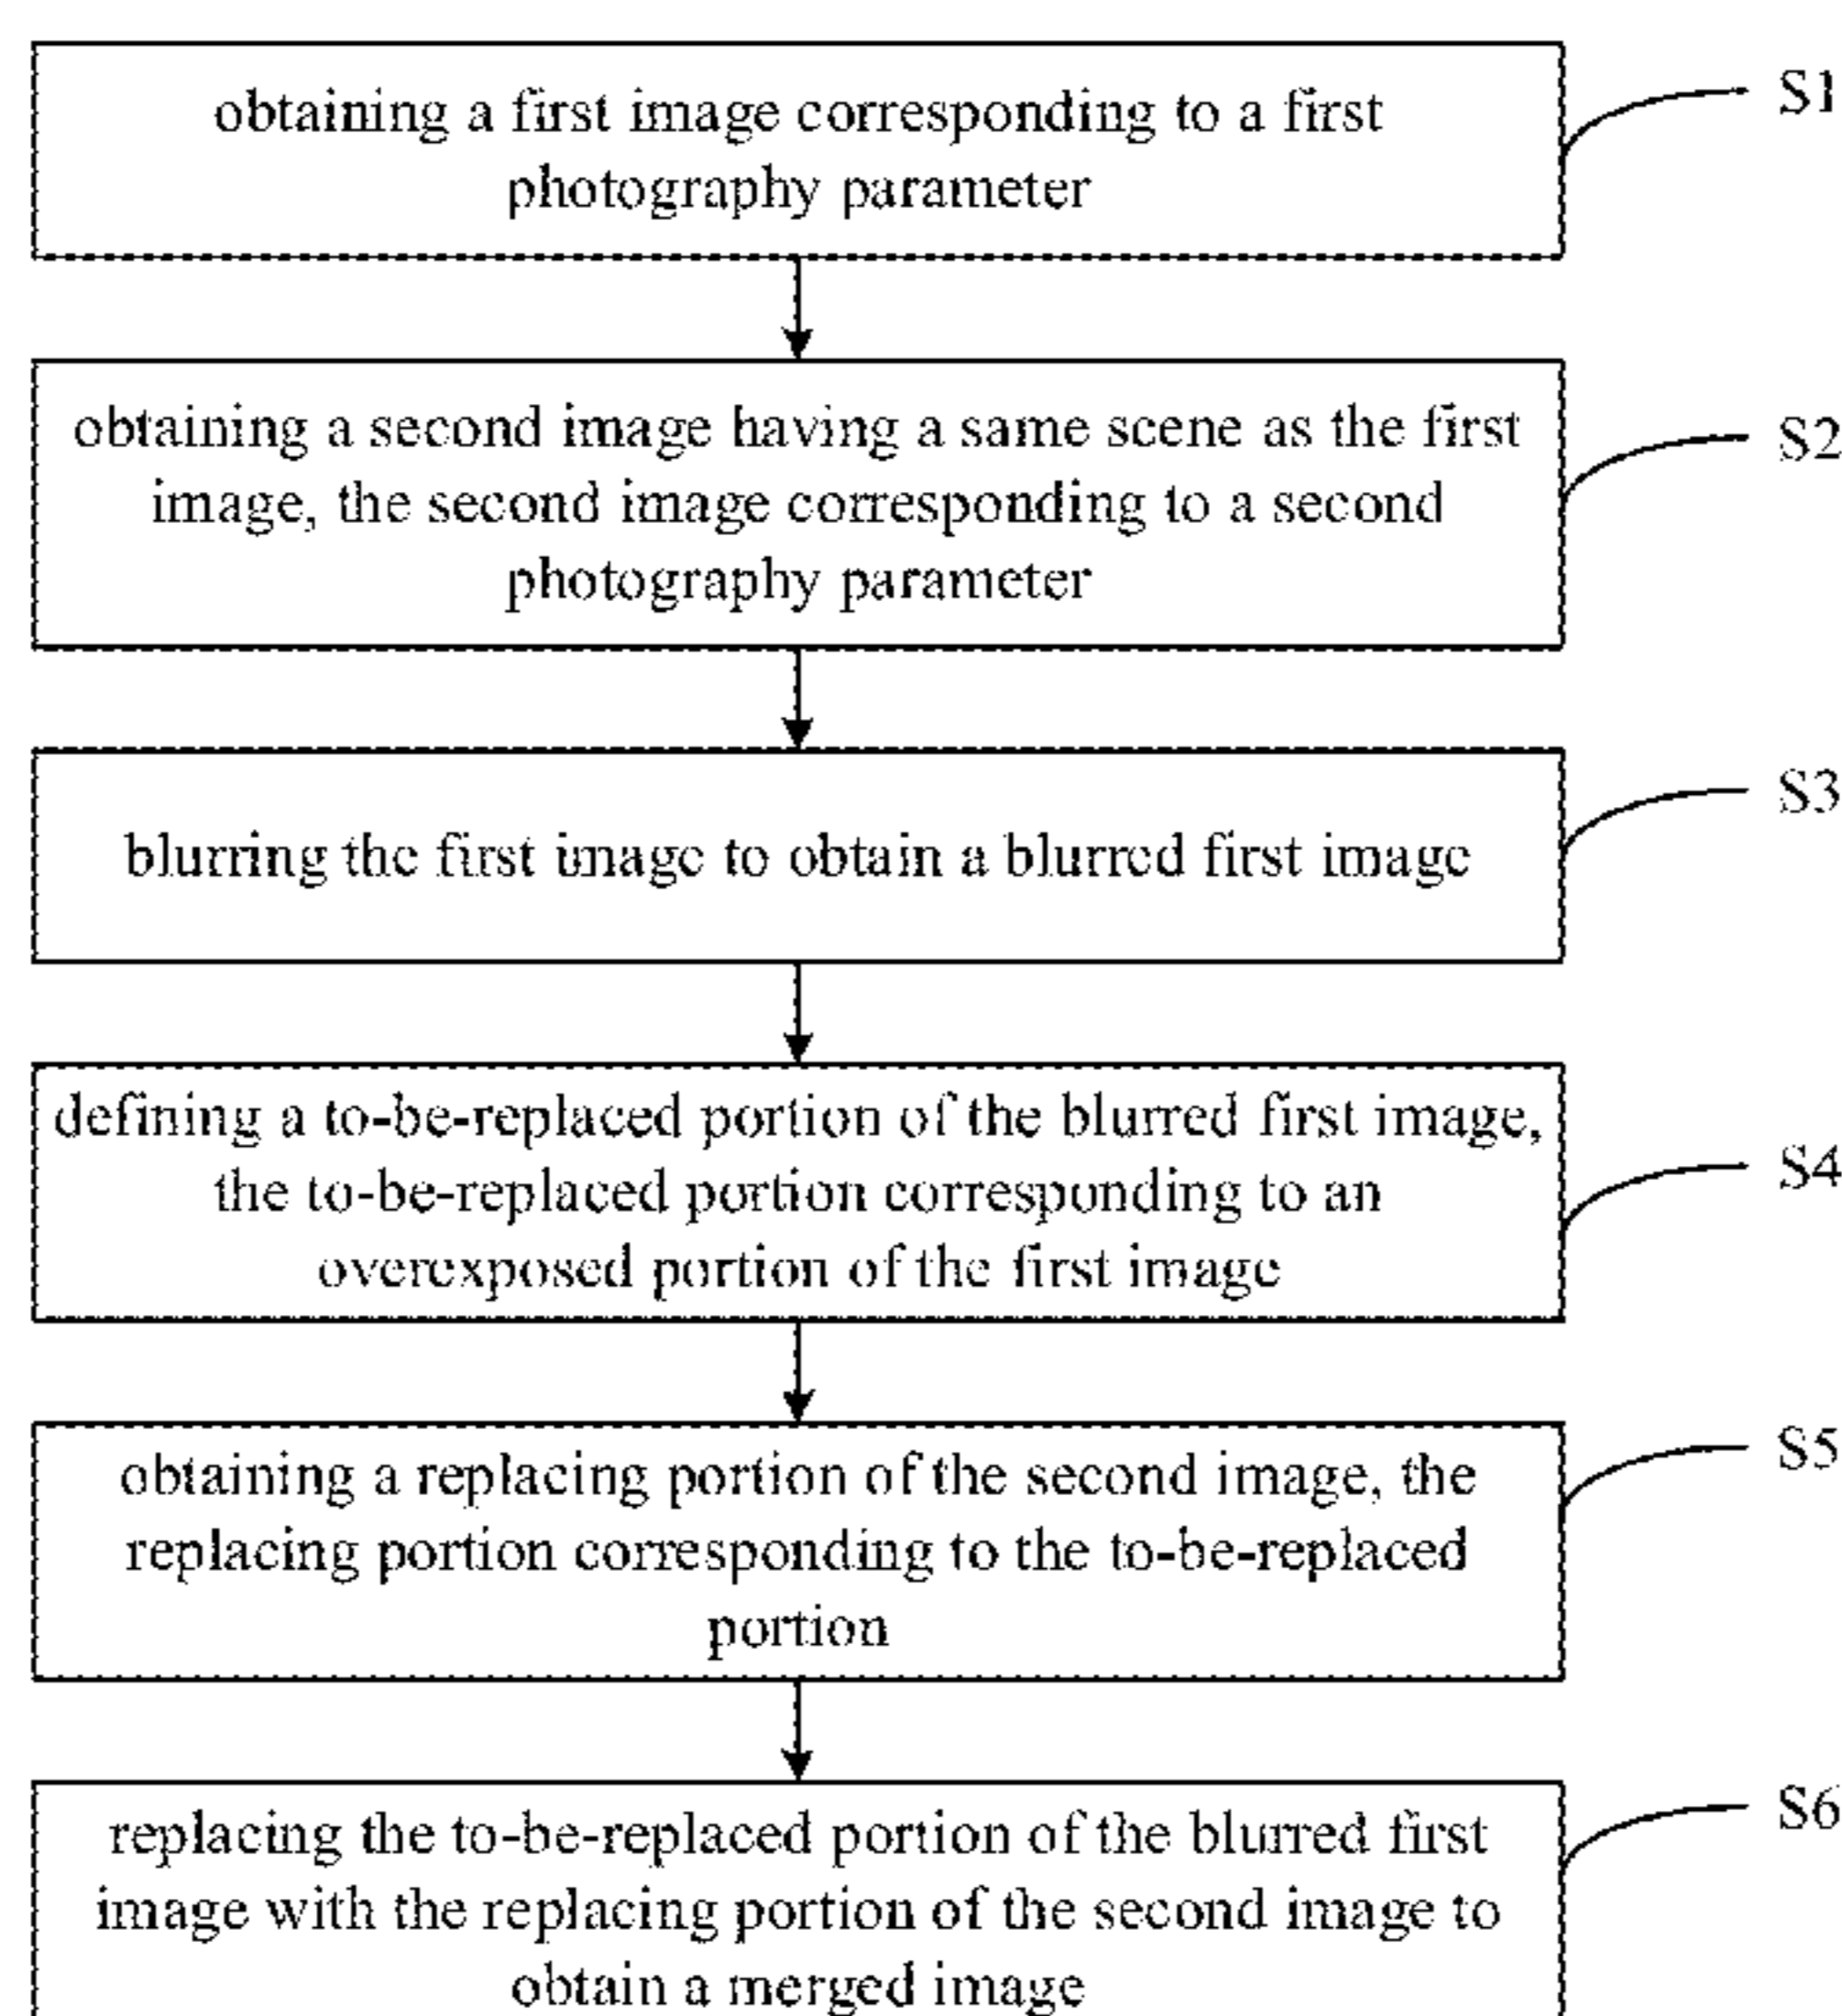 obtaining a first image corresponding to a first
photography parameter
S1
obtaining a second image having a same scene as the first
image, the second image corresponding to a second
photography parameter
S2
blurring the first image to obtain a blurred first image
S3
defining a to-be-replaced portion of the blurred first image,
the to-be-replaced portion corresponding to an
overexposed portion of the first image
S4
obtaining a replacing portion of the second image, the
replacing portion corresponding to the to-be-replaced
portion
S5
replacing the to-be-replaced portion of the blurred first
image with the replacing portion of the second image to
obtain a merged image
S6